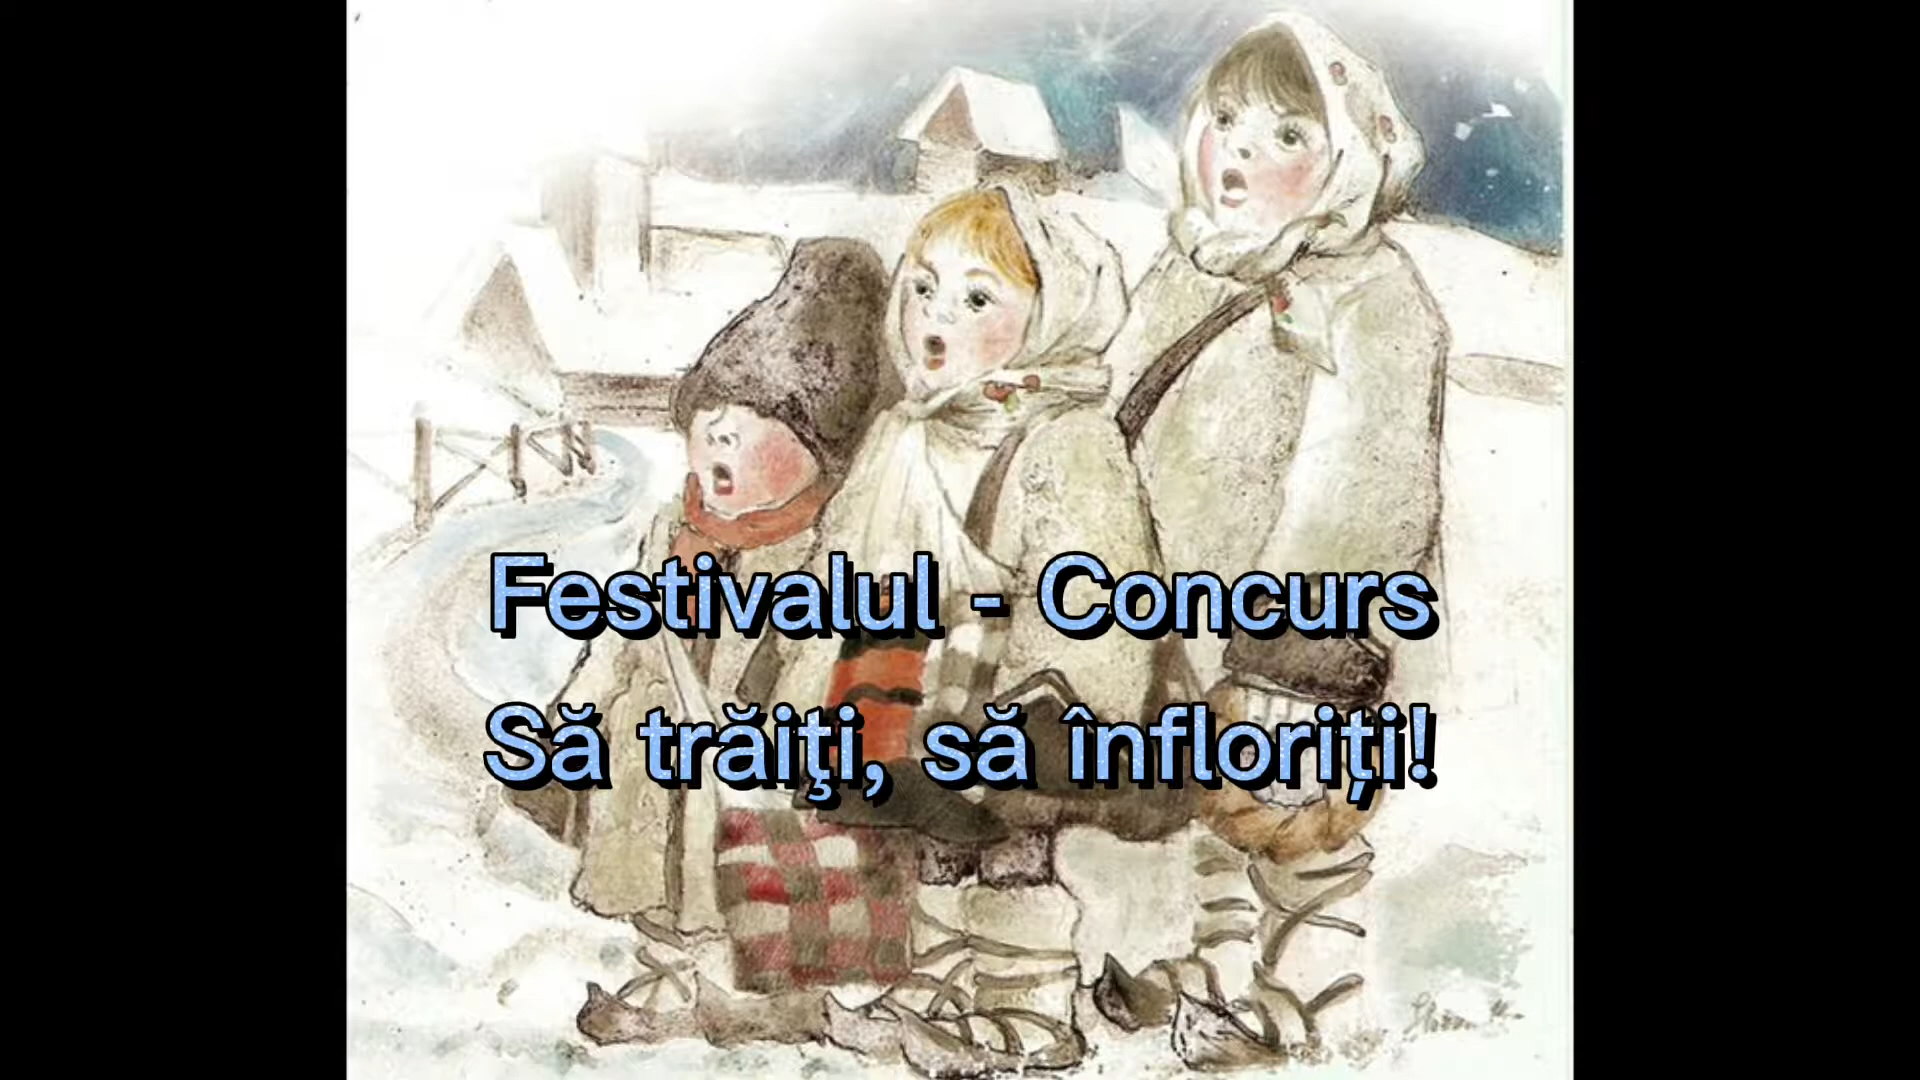 Festivalul - Concurs
Să trăiţi, să înfloriți!